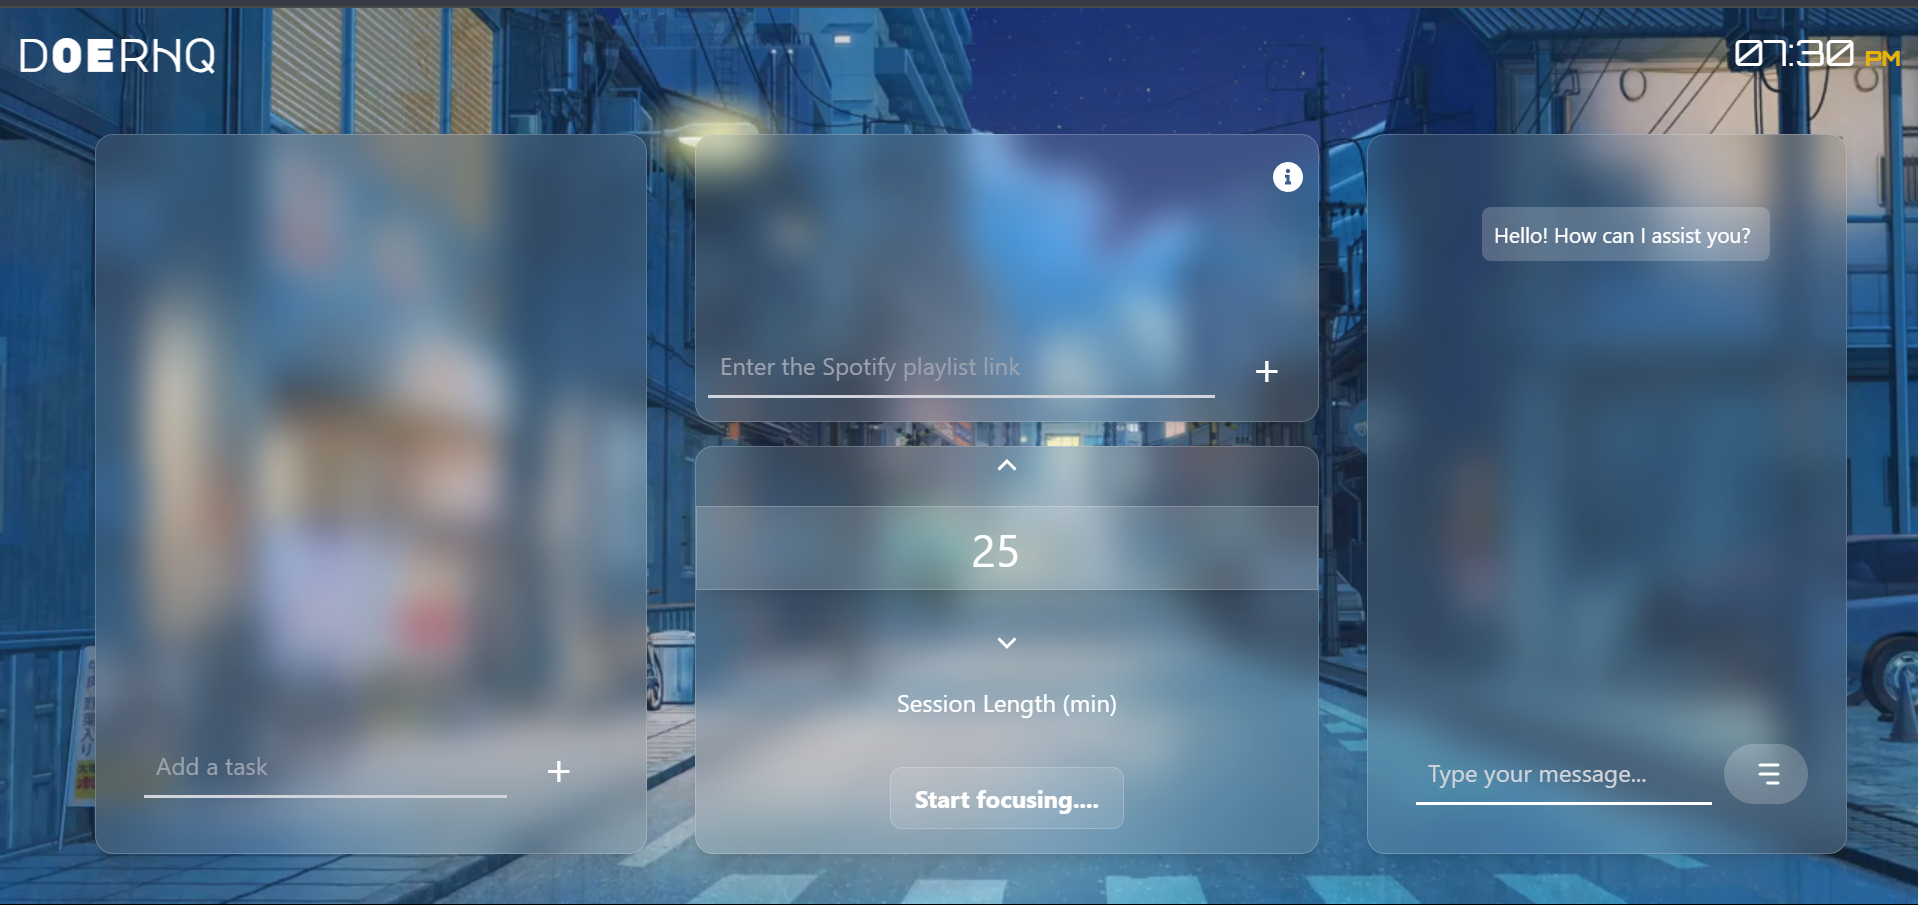 DOERHQ
07:30 PM
Hello! How can I assist you?
Enter the Spotify playlist link
25
Session Length (min)
Start focusing....
Add a task
Type your message...